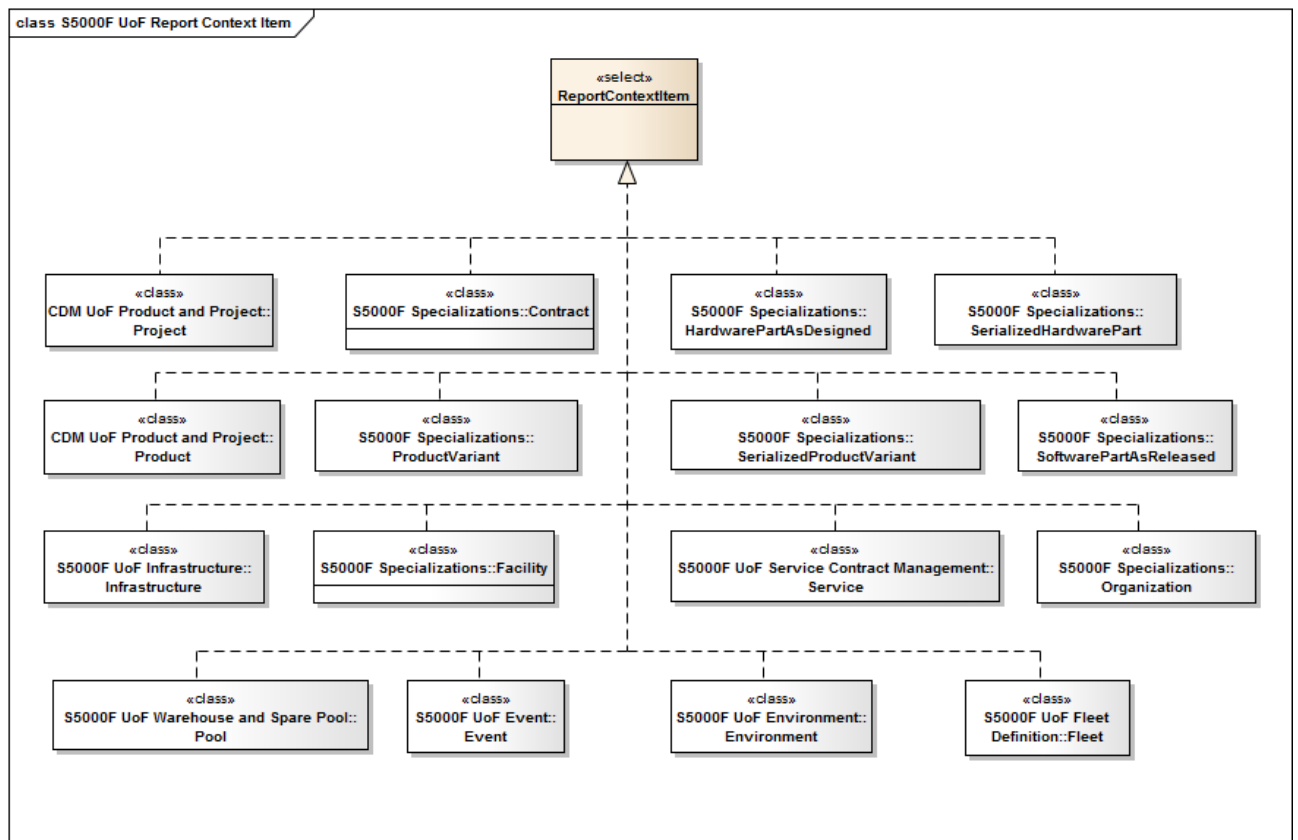 class S5000F UoF Report Context Item
«select»
ReportContextItem
«class»
CDM UoF Product and Project::
Project
«class»
S5000F Specializations::Contract
«class»
S5000F Specializations::
HardwarePartAsDesigned
«class»
S5000F Specializations::
SerializedHardwarePart
«class»
CDM UoF Product and Project::
Product
«class»
S5000F Specializations::
ProductVariant
«class»
S5000F Specializations::
SerializedProductVariant
«class»
S5000F Specializations::
SoftwarePartAsReleased
«class»
S5000F UoF Infrastructure::
Infrastructure
«class»
S5000F Specializations::Facility
«class»
S5000F UoF Service Contract Management::
Service
«class»
S5000F Specializations::
Organization
«class»
S5000F UoF Warehouse and Spare Pool::
Pool
«class»
S5000F UoF Event::
Event
«class»
S5000F UoF Environment::
Environment
«class»
S5000F UoF Fleet
Definition::Fleet